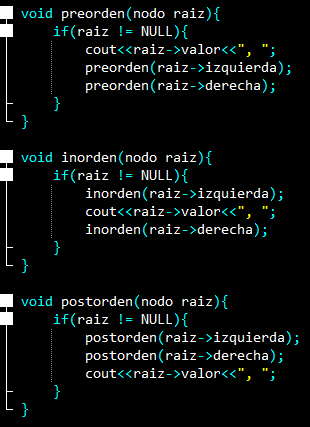 void preorden(nodo raiz){
if(raiz != NULL){
cout<<raiz->valor<<", ";
preorden(raiz->izquierda);
preorden(raiz->derecha);
}
}
void inorden(nodo raiz){
if(raiz != NULL){
inorden(raiz->izquierda);
cout<<raiz->valor<<", ";
inorden(raiz->derecha);
}
}
void postorden(nodo raiz){
if(raiz != NULL){
postorden(raiz->izquierda);
postorden(raiz->derecha);
cout<<raiz->valor<<", ";
}
}